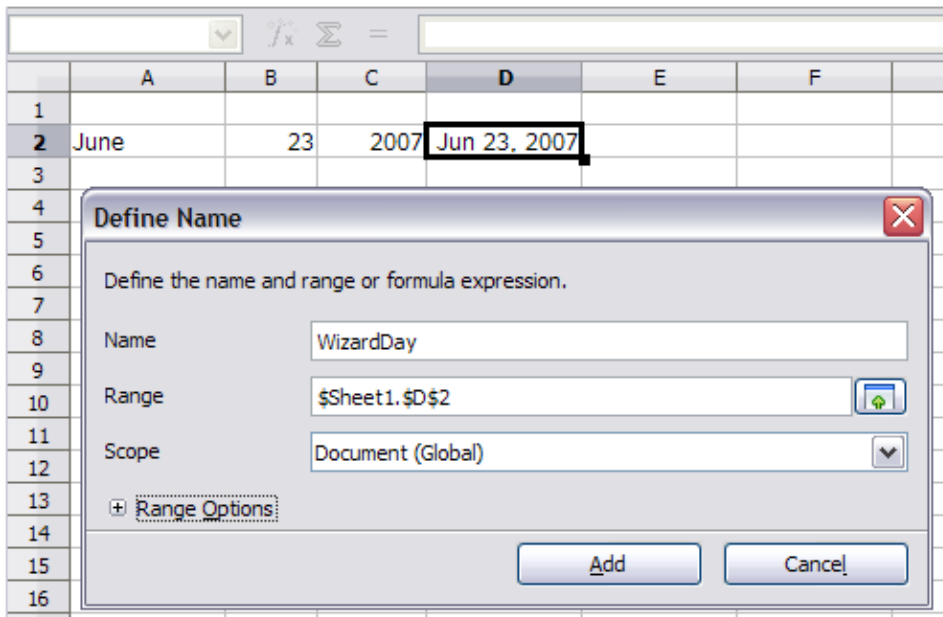 fx Σ =
A B C D E F
1
2 June 23 2007 Jun 23, 2007
3
4
Define Name
5
6 Define the name and range or formula expression.
7
8 Name WizardDay
9
10 Range $Sheet1.$D$2
11
12 Scope Document (Global)
13 Range Options
14
15 Add Cancel
16